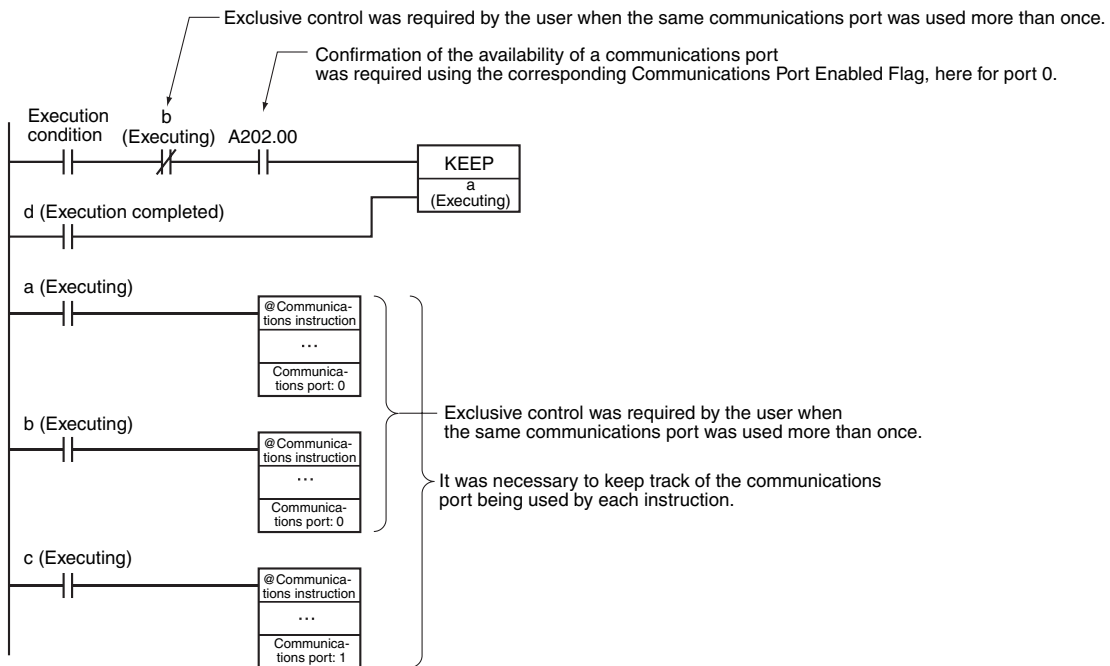 Exclusive control was required by the user when the same communications port was used more than once.
Confirmation of the availability of a communications port
was required using the corresponding Communications Port Enabled Flag, here for port 0.
Execution
condition
b
(Executing)
A202.00
KEEP
a
(Executing)
d (Execution completed)
a (Executing)
@Communica-
tions instruction
...
Communica-
tions port: 0
Exclusive control was required by the user when
the same communications port was used more than once.
b (Executing)
@Communica-
tions instruction
...
Communica-
tions port: 0
It was necessary to keep track of the communications
port being used by each instruction.
c (Executing)
@Communica-
tions instruction
...
Communica-
tions port: 1